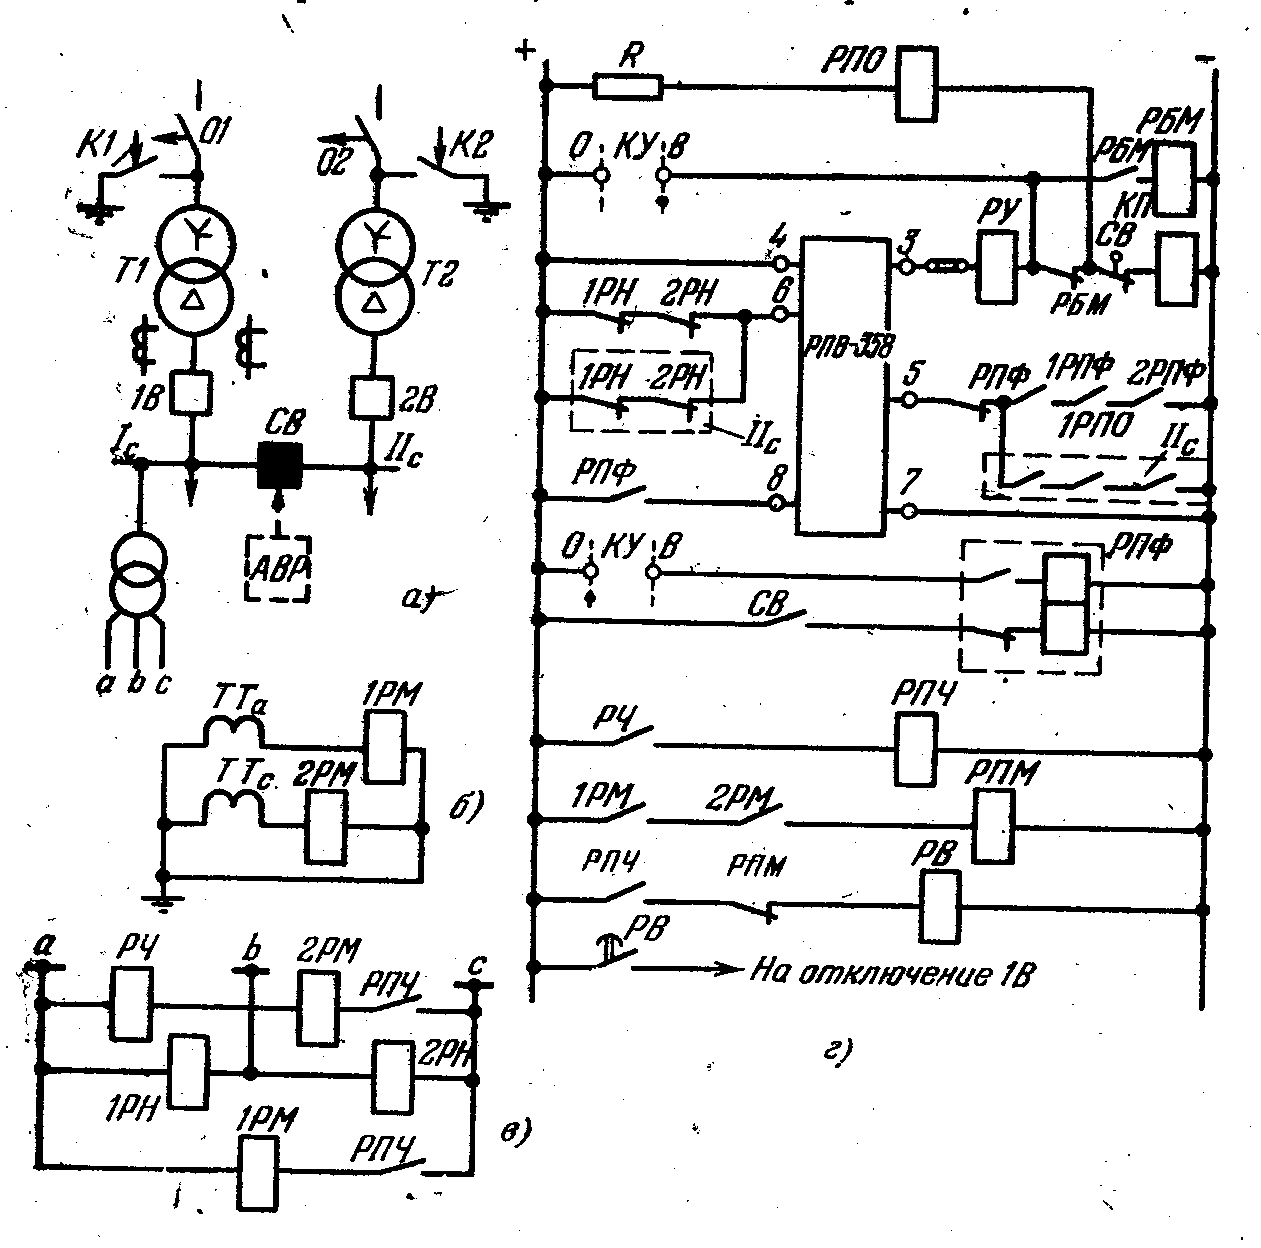 К1
О1
О2
К2
Т1
Т2
1В
2В
СВ
Iс
IIс
АВР
а)
а b с
ТТа
1РМ
ТТс
2РМ
б)
а
РЧ
b
2РМ
РПЧ
с
1РН
2РН
1РМ
РПЧ
в)
+
-
R
РПО
О КУ В
РБМ
РБМ
4
3
РУ
КП
СВ
РБМ
1РН 2РН
6
РПВ-358
1РН 2РН
IIс
5
РПФ
1РПФ
2РПФ
1РПО
IIс
РПФ
8
7
О КУ В
РПФ
СВ
РЧ
РПЧ
1РМ
2РМ
РПМ
РПЧ
РПМ
РВ
РВ
На отключение 1В
г)